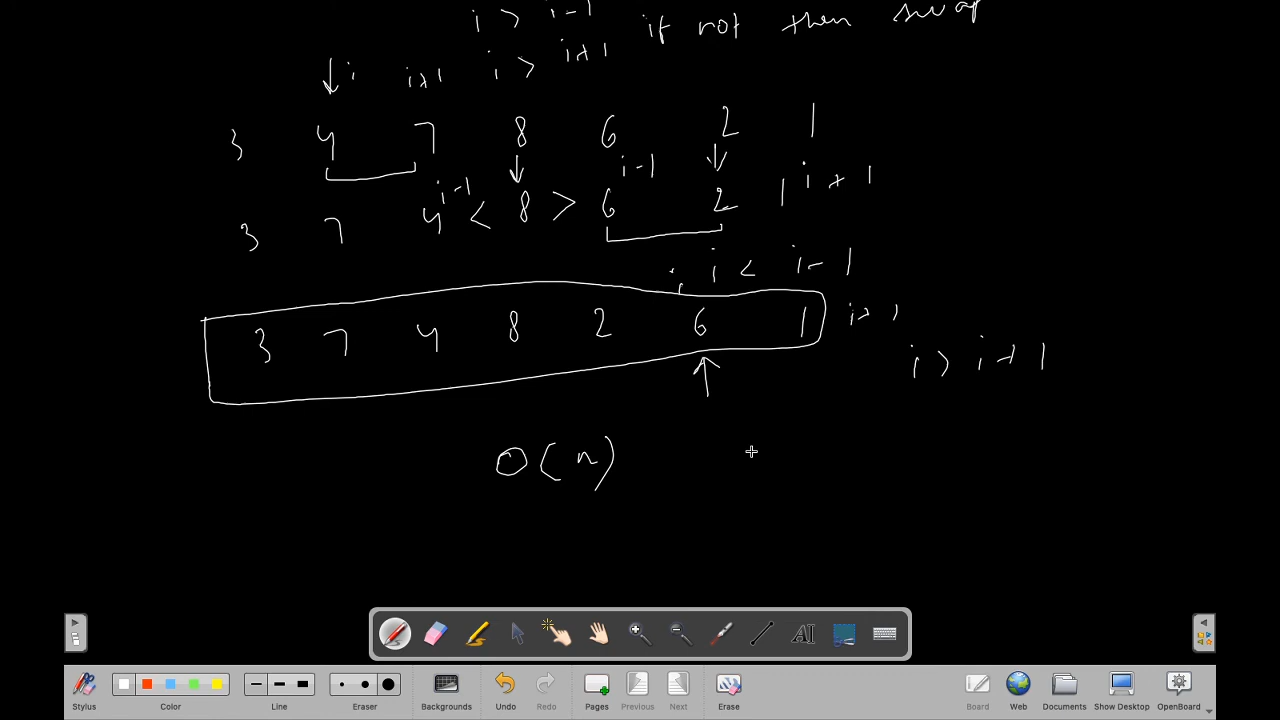 i > i-1 if not then swap
↓ i i+1 i > i+1
3 4 7 8 6 2 1
3 7 4 i-1 < 8 > 6 i-1 2 1 i + 1
i i < i - 1
3 7 4 8 2 6 1
i > i + 1
O(n)
Stylus Color Line Eraser Backgrounds Undo Redo Pages Previous Next Erase Board Web Documents Show Desktop OpenBoard